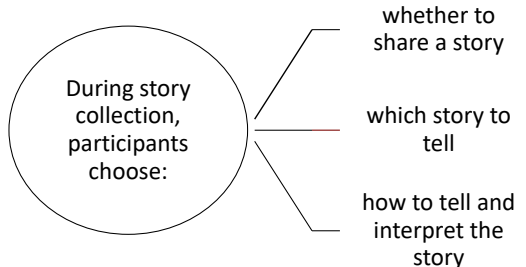 During story
collection,
participants
choose:
whether to
share a story
which story to
tell
how to tell and
interpret the
story